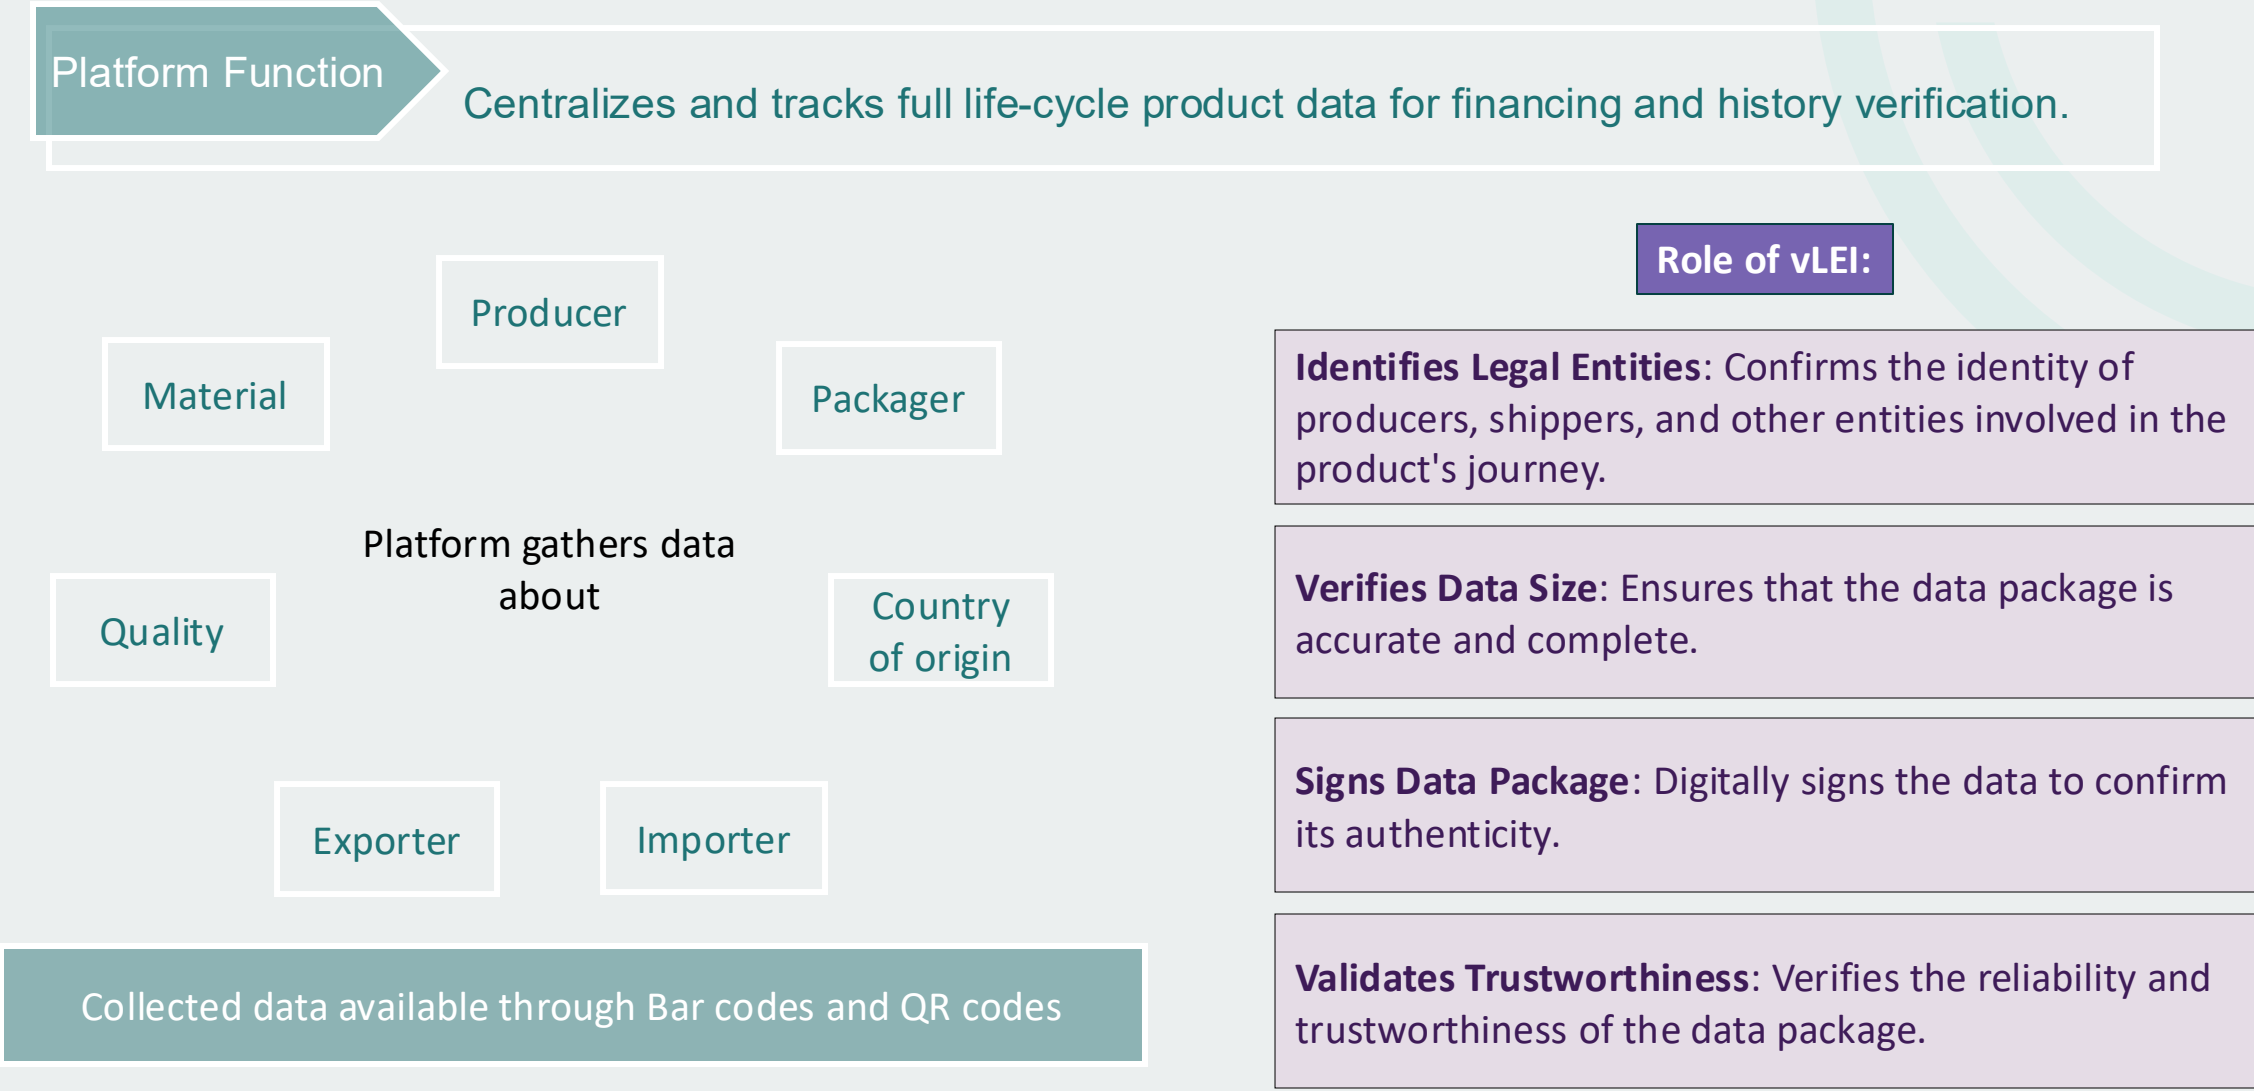 Platform Function
Centralizes and tracks full life-cycle product data for financing and history verification.
Producer
Material
Packager
Platform gathers data
about
Quality
Country
of origin
Exporter
Importer
Collected data available through Bar codes and QR codes
Role of vLEI:
Identifies Legal Entities: Confirms the identity of
producers, shippers, and other entities involved in the
product's journey.
Verifies Data Size: Ensures that the data package is
accurate and complete.
Signs Data Package: Digitally signs the data to confirm
its authenticity.
Validates Trustworthiness: Verifies the reliability and
trustworthiness of the data package.